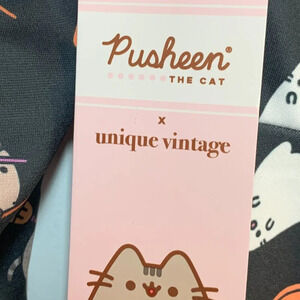 Pusheen®
THE CAT
x
unique vintage